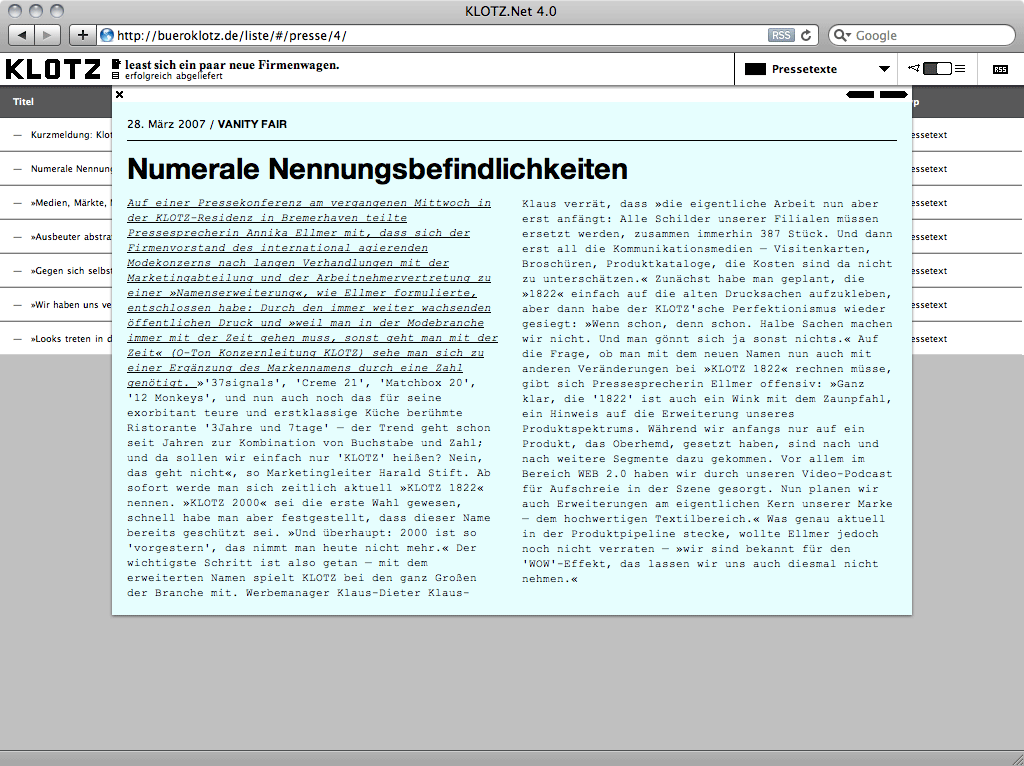 KLOTZ.Net 4.0
http://bueroklotz.de/liste/#/presse/4/
RSS
Google
KLOTZ
least sich ein paar neue Firmenwagen.
erfolgreich abgeliefert
Pressetexte
RSS
Titel
yp
— Kurzmeldung: Klot
essetext
— Numerale Nennung
essetext
— »Medien, Märkte,
essetext
— »Ausbeuter abstra
essetext
— »Gegen sich selbst
essetext
— »Wir haben uns ve
essetext
— »Looks treten in d
essetext
28. März 2007 / VANITY FAIR
Numerale Nennungsbefindlichkeiten
Auf einer Pressekonferenz am vergangenen Mittwoch in
der KLOTZ-Residenz in Bremerhaven teilte
Pressesprecherin Annika Ellmer mit, dass sich der
Firmenvorstand des international agierenden
Modekonzerns nach langen Verhandlungen mit der
Marketingabteilung und der Arbeitnehmervertretung zu
einer »Namenserweiterung«, wie Ellmer formulierte,
entschlossen habe: Durch den immer weiter wachsenden
öffentlichen Druck und »weil man in der Modebranche
immer mit der Zeit gehen muss, sonst geht man mit der
Zeit« (O-Ton Konzernleitung KLOTZ) sehe man sich zu
einer Ergänzung des Markennamens durch eine Zahl
genötigt. »'37signals', 'Creme 21', 'Matchbox 20',
'12 Monkeys', und nun auch noch das für seine
exorbitant teure und erstklassige Küche berühmte
Ristorante '3Jahre und 7tage' — der Trend geht schon
seit Jahren zur Kombination von Buchstabe und Zahl;
und da sollen wir einfach nur 'KLOTZ' heißen? Nein,
das geht nicht«, so Marketingleiter Harald Stift. Ab
sofort werde man sich zeitlich aktuell »KLOTZ 1822«
nennen. »KLOTZ 2000« sei die erste Wahl gewesen,
schnell habe man aber festgestellt, dass dieser Name
bereits geschützt sei. »Und überhaupt: 2000 ist so
'vorgestern', das nimmt man heute nicht mehr.« Der
wichtigste Schritt ist also getan — mit dem
erweiterten Namen spielt KLOTZ bei den ganz Großen
der Branche mit. Werbemanager Klaus-Dieter Klaus-
Klaus verrät, dass »die eigentliche Arbeit nun aber
erst anfängt: Alle Schilder unserer Filialen müssen
ersetzt werden, zusammen immerhin 387 Stück. Und dann
erst all die Kommunikationsmedien — Visitenkarten,
Broschüren, Produktkataloge, die Kosten sind da nicht
zu unterschätzen.« Zunächst habe man geplant, die
»1822« einfach auf die alten Drucksachen aufzukleben,
aber dann habe der KLOTZ'sche Perfektionismus wieder
gesiegt: »Wenn schon, denn schon. Halbe Sachen machen
wir nicht. Und man gönnt sich ja sonst nichts.« Auf
die Frage, ob man mit dem neuen Namen nun auch mit
anderen Veränderungen bei »KLOTZ 1822« rechnen müsse,
gibt sich Pressesprecherin Ellmer offensiv: »Ganz
klar, die '1822' ist auch ein Wink mit dem Zaunpfahl,
ein Hinweis auf die Erweiterung unseres
Produktspektrums. Während wir anfangs nur auf ein
Produkt, das Oberhemd, gesetzt haben, sind nach und
nach weitere Segmente dazu gekommen. Vor allem im
Bereich WEB 2.0 haben wir durch unseren Video-Podcast
für Aufschreie in der Szene gesorgt. Nun planen wir
auch Erweiterungen am eigentlichen Kern unserer Marke
— dem hochwertigen Textilbereich.« Was genau aktuell
in der Produktpipeline stecke, wollte Ellmer jedoch
noch nicht verraten — »wir sind bekannt für den
'WOW'-Effekt, das lassen wir uns auch diesmal nicht
nehmen.«